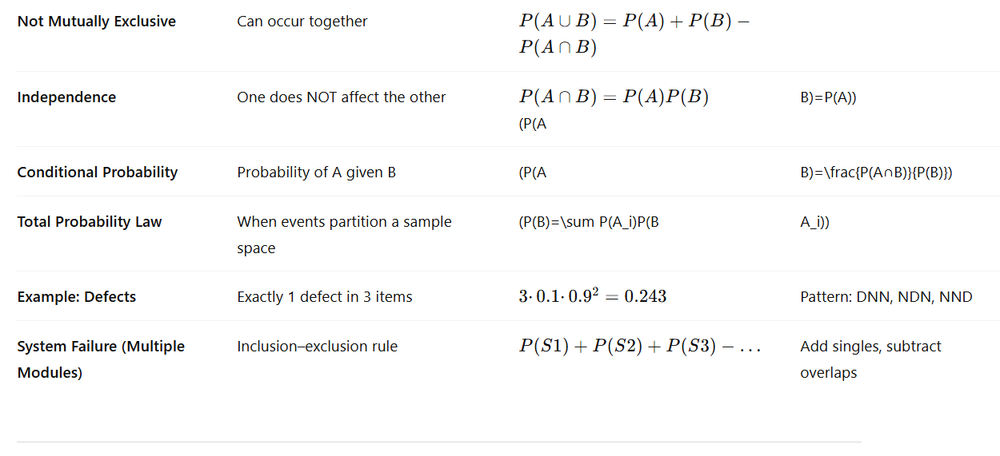 Not Mutually Exclusive
Can occur together
P(A ∪ B) = P(A) + P(B) −
P(A ∩ B)
Independence
One does NOT affect the other
P(A ∩ B) = P(A)P(B)
(P(A
B)=P(A))
Conditional Probability
Probability of A given B
(P(A
B)=\frac{P(A∩B)}{P(B)})
Total Probability Law
When events partition a sample
space
(P(B)=\sum P(A_i)P(B
A_i))
Example: Defects
Exactly 1 defect in 3 items
3· 0.1· 0.9² = 0.243
Pattern: DNN, NDN, NND
System Failure (Multiple
Modules)
Inclusion–exclusion rule
P(S1) + P(S2) + P(S3) − …
Add singles, subtract
overlaps